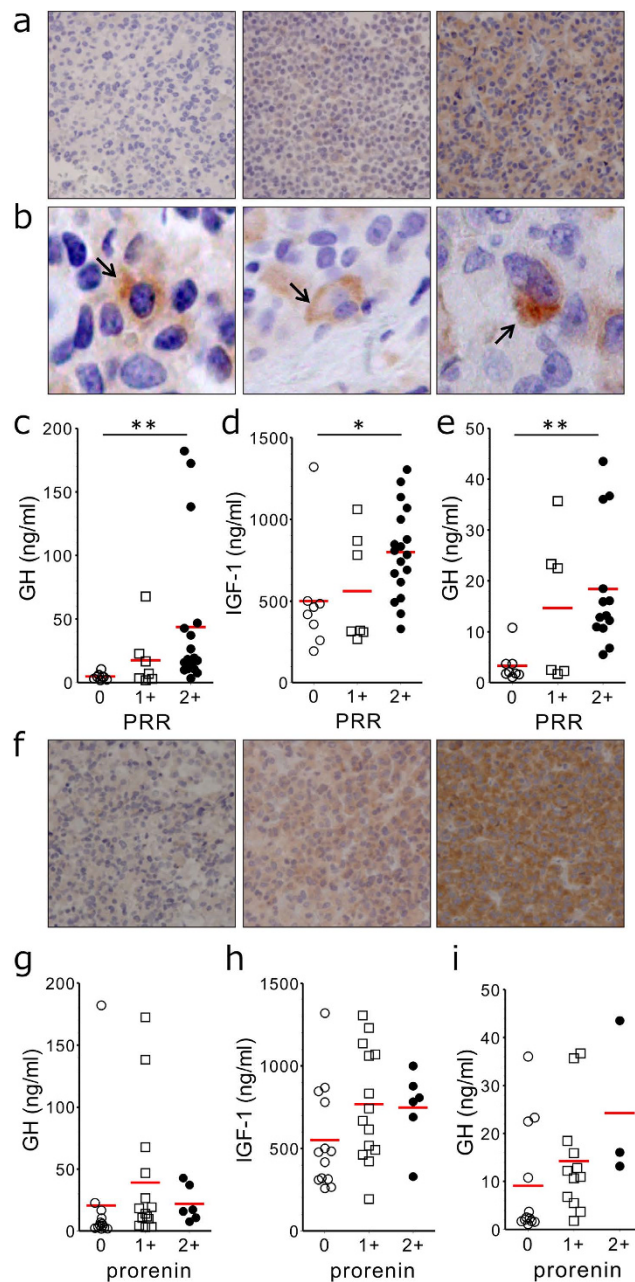 a
b
c
GH (ng/ml)
200
150
100
50
0
**
0 1+ 2+
PRR
d
IGF-1 (ng/ml)
1500
1000
500
0
*
0 1+ 2+
PRR
e
GH (ng/ml)
50
40
30
20
10
0
**
0 1+ 2+
PRR
f
g
GH (ng/ml)
200
150
100
50
0
0 1+ 2+
prorenin
h
IGF-1 (ng/ml)
1500
1000
500
0
0 1+ 2+
prorenin
i
GH (ng/ml)
50
40
30
20
10
0
0 1+ 2+
prorenin